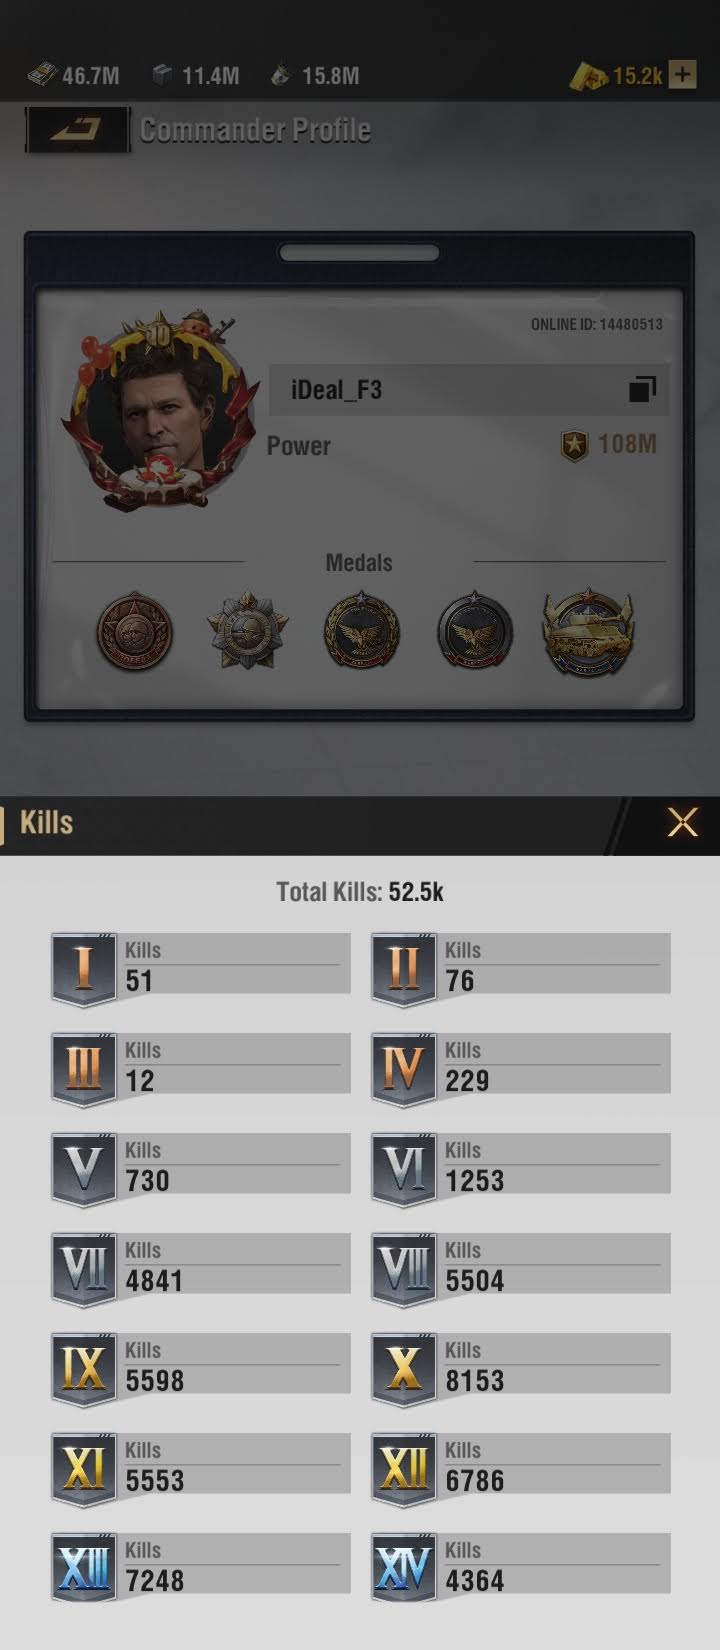 46.7M 11.4M 15.8M 15.2k +
Commander Profile
10
ONLINE ID: 14480513
iDeal_F3
Power 108M
Medals
Kills
Total Kills: 52.5k
I Kills 51
II Kills 76
III Kills 12
IV Kills 229
V Kills 730
VI Kills 1253
VII Kills 4841
VIII Kills 5504
IX Kills 5598
X Kills 8153
XI Kills 5553
XII Kills 6786
XIII Kills 7248
XIV Kills 4364